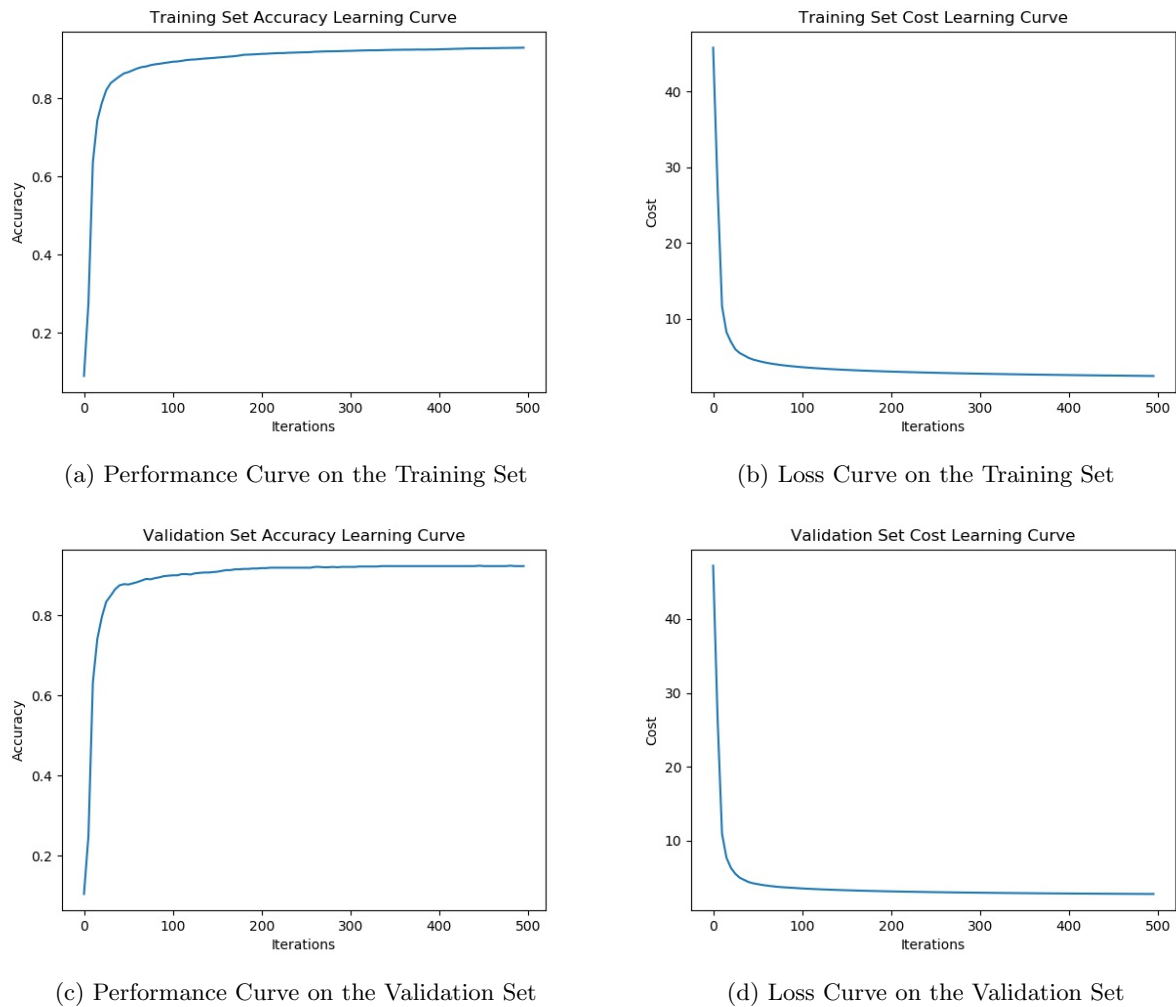 Training Set Accuracy Learning Curve
Accuracy
0.8
0.6
0.4
0.2
0 100 200 300 400 500
Iterations
(a) Performance Curve on the Training Set
Training Set Cost Learning Curve
Cost
40
30
20
10
0 100 200 300 400 500
Iterations
(b) Loss Curve on the Training Set
Validation Set Accuracy Learning Curve
Accuracy
0.8
0.6
0.4
0.2
0 100 200 300 400 500
Iterations
(c) Performance Curve on the Validation Set
Validation Set Cost Learning Curve
Cost
40
30
20
10
0 100 200 300 400 500
Iterations
(d) Loss Curve on the Validation Set